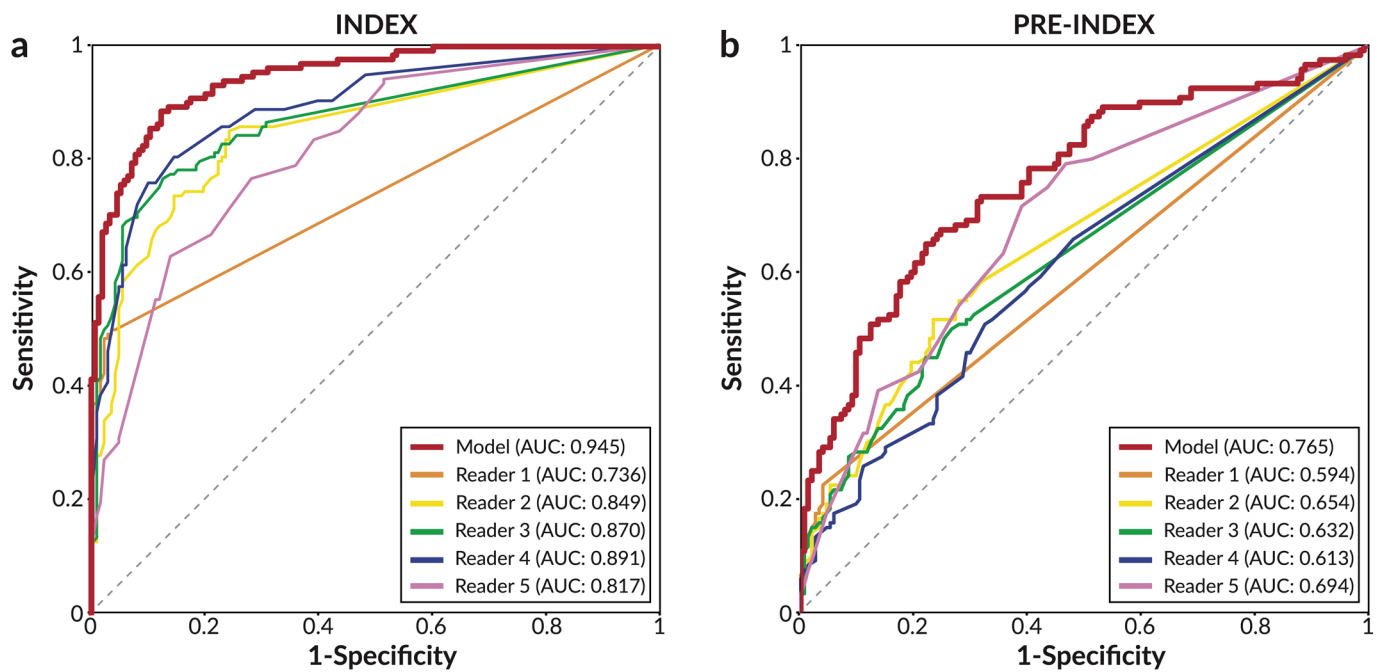 a
INDEX
Sensitivity
1
0.8
0.6
0.4
0.2
0
Model (AUC: 0.945)
Reader 1 (AUC: 0.736)
Reader 2 (AUC: 0.849)
Reader 3 (AUC: 0.870)
Reader 4 (AUC: 0.891)
Reader 5 (AUC: 0.817)
0 0.2 0.4 0.6 0.8 1
1-Specificity
b
PRE-INDEX
Sensitivity
1
0.8
0.6
0.4
0.2
0
Model (AUC: 0.765)
Reader 1 (AUC: 0.594)
Reader 2 (AUC: 0.654)
Reader 3 (AUC: 0.632)
Reader 4 (AUC: 0.613)
Reader 5 (AUC: 0.694)
0 0.2 0.4 0.6 0.8 1
1-Specificity